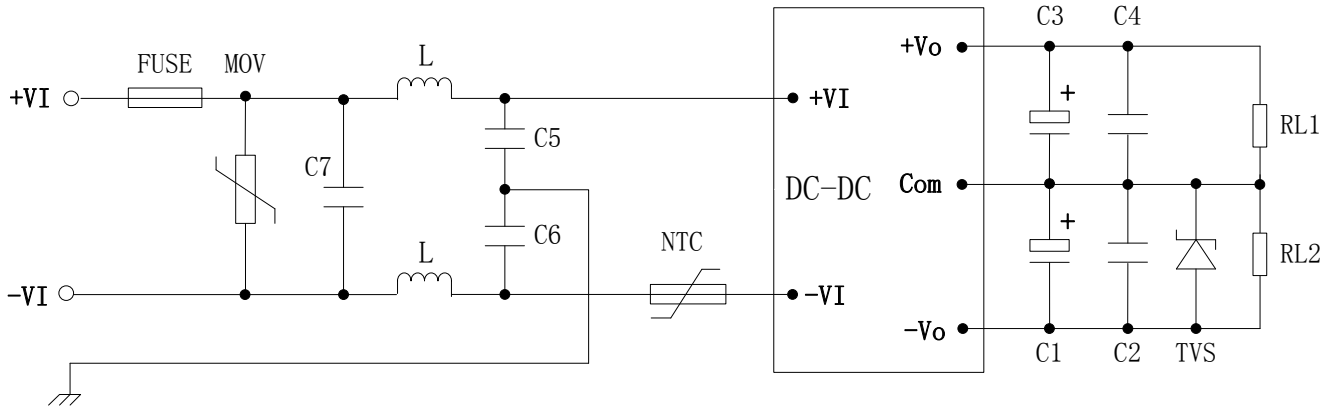 C3 C4
+Vo
FUSE MOV L
+VI +VI
+
C5 RL1
C7
DC-DC Com
C6 +
NTC
L RL2
-VI -VI
-Vo
C1 C2 TVS